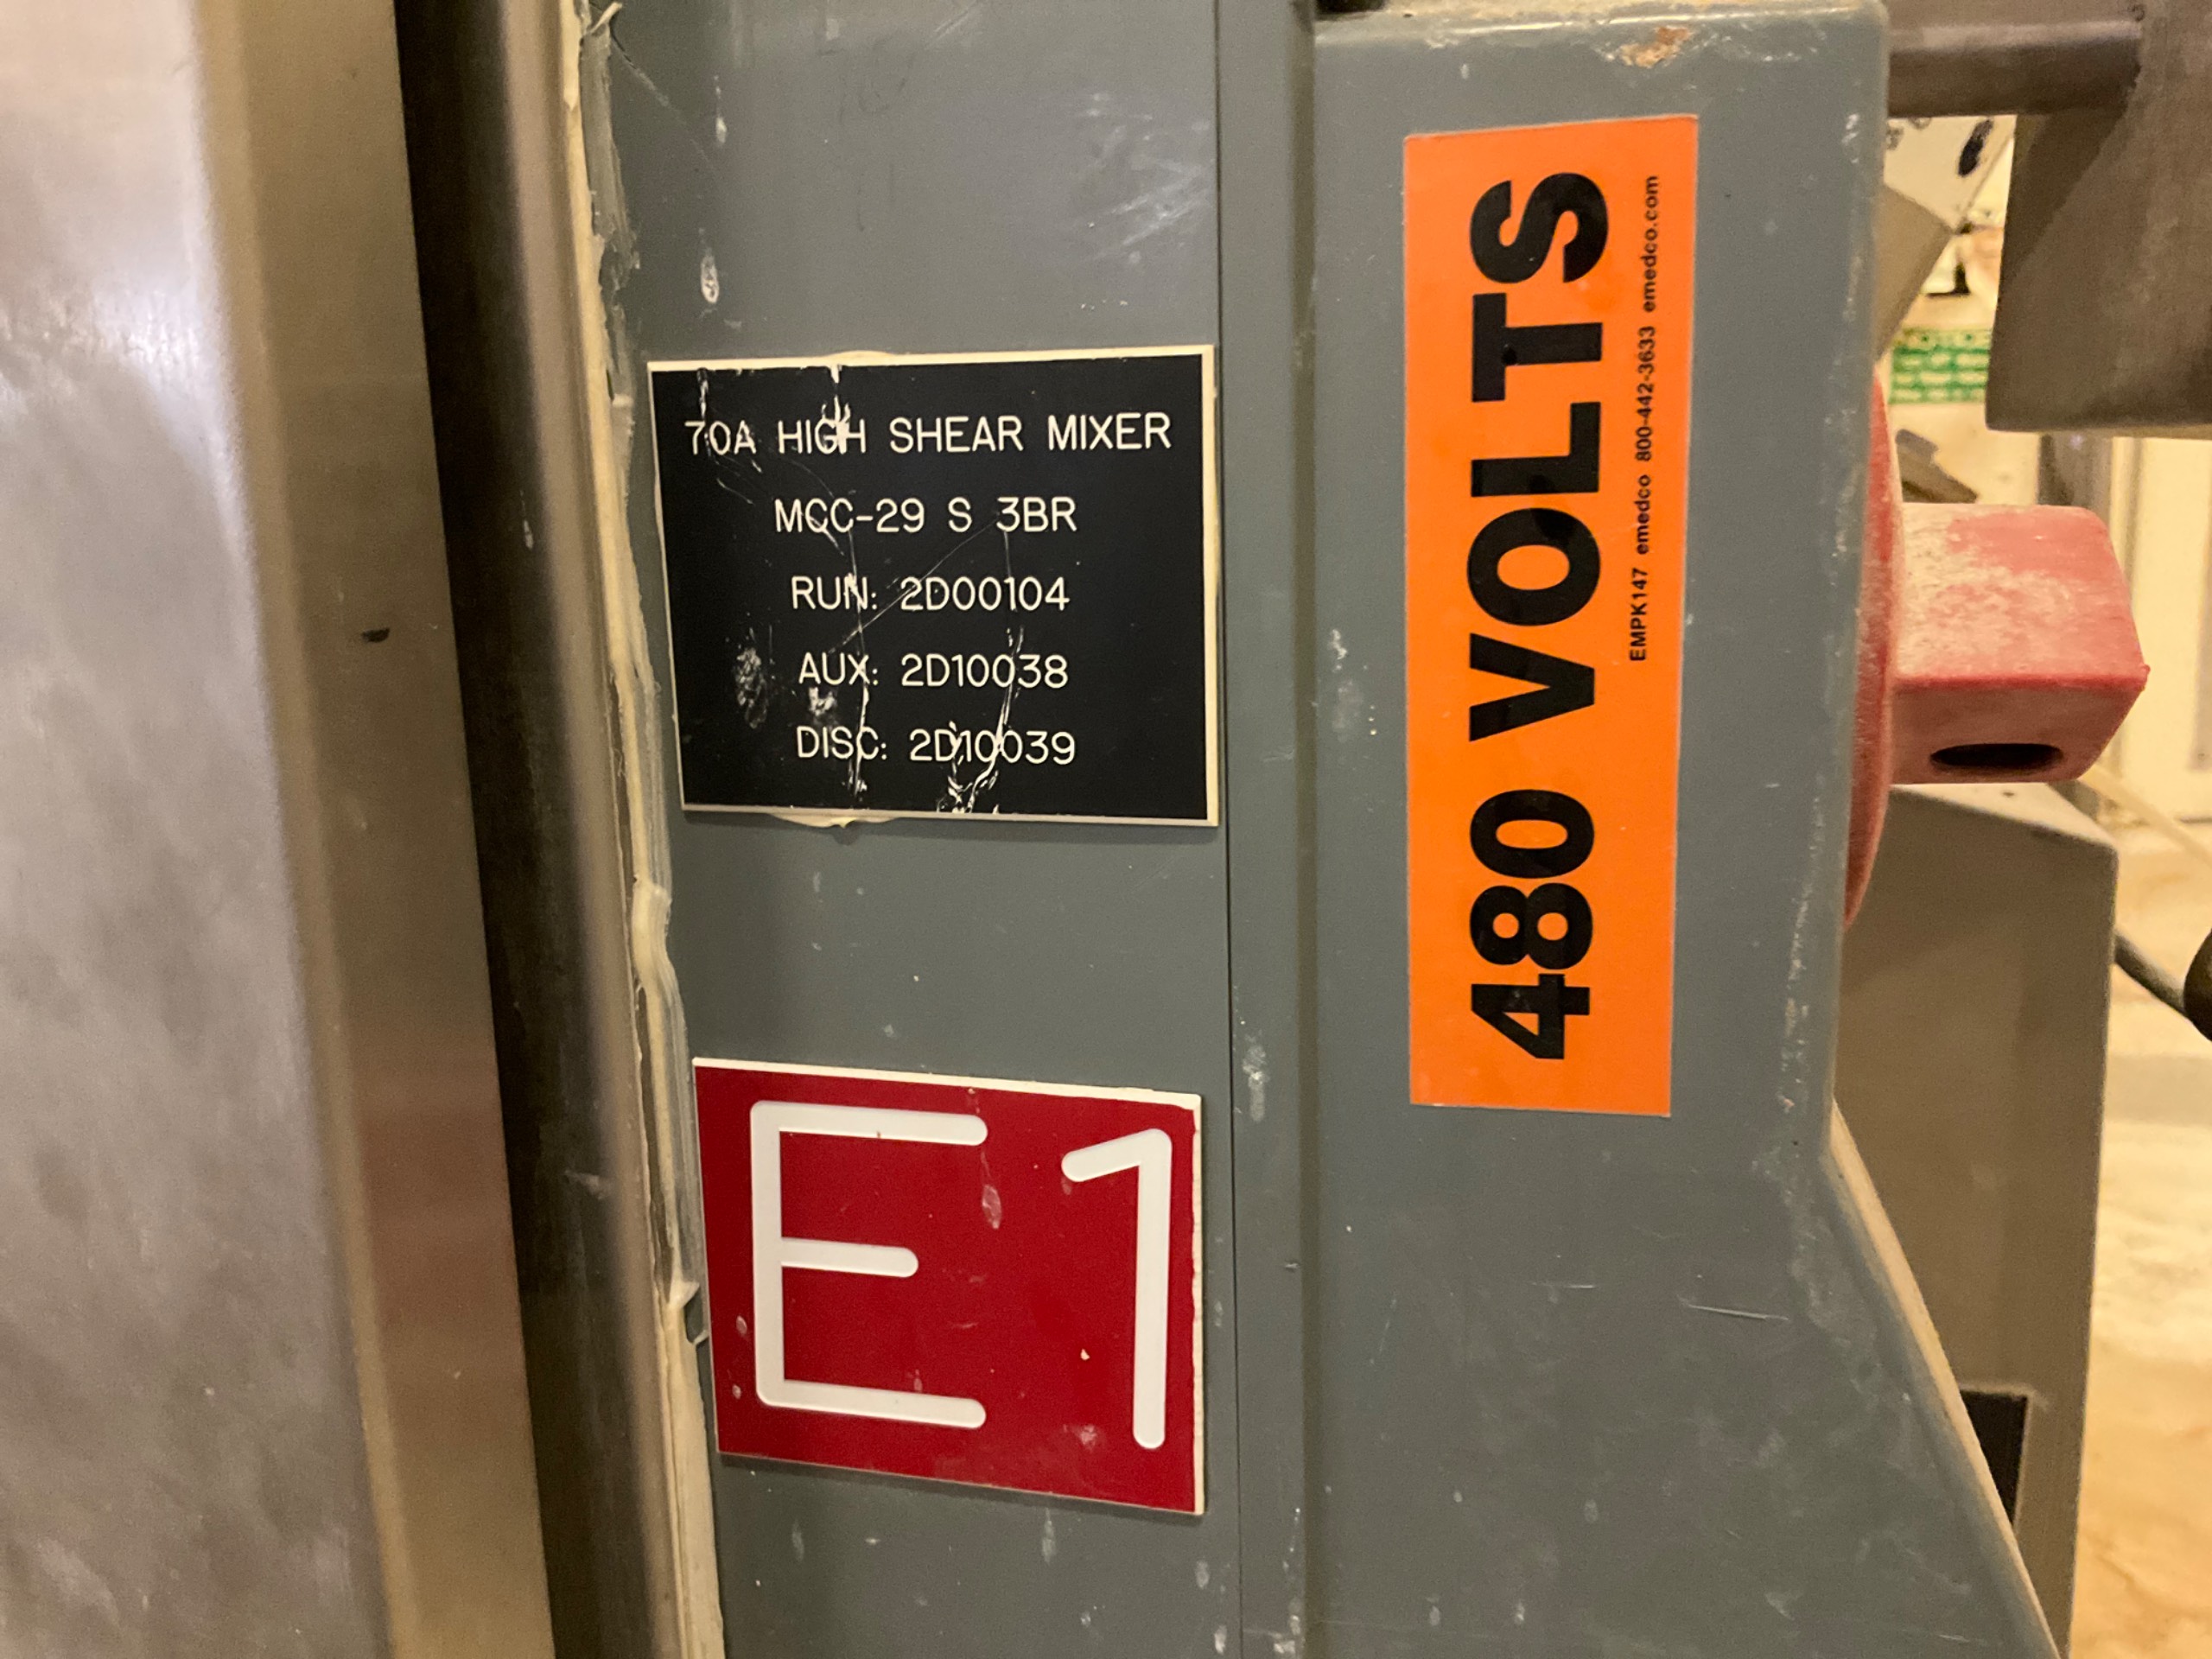 70A HIGH SHEAR MIXER
MCC-29 S 3BR
RUN: 2D00104
AUX: 2D10038
DISC: 2D10039
E1
480 VOLTS
EMPK147 emedco 800-442-3633 emedco.com
NOTICE